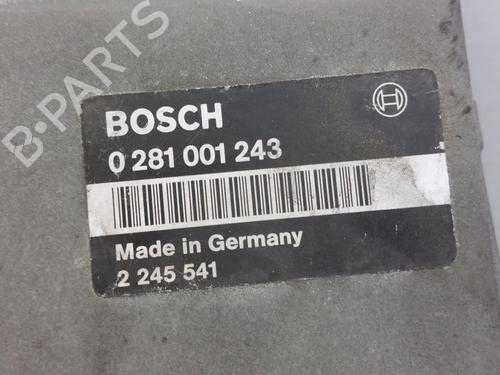 B-PARTS
BOSCH
0 281 001 243
Made in Germany
2 245 541